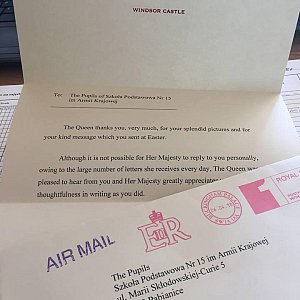 WINDSOR CASTLE
To: The Pupils of Szkoła Podstawowa Nr 15
im Armii Krajowej
The Queen thanks you, very much, for your splendid pictures and for
your kind message which you sent at Easter.
Although it is not possible for Her Majesty to reply to you personally,
owing to the large number of letters she receives every day, The Queen was
pleased to hear from you and Her Majesty greatly
thoughtfulness in writing as you did.
AIR MAIL
EIIR
ROYAL
The Pupils
Szkoła Podstawowa Nr 15 im Armii Krajowej
ul. Marii Skłodowskiej-Curie 5
Pabianice